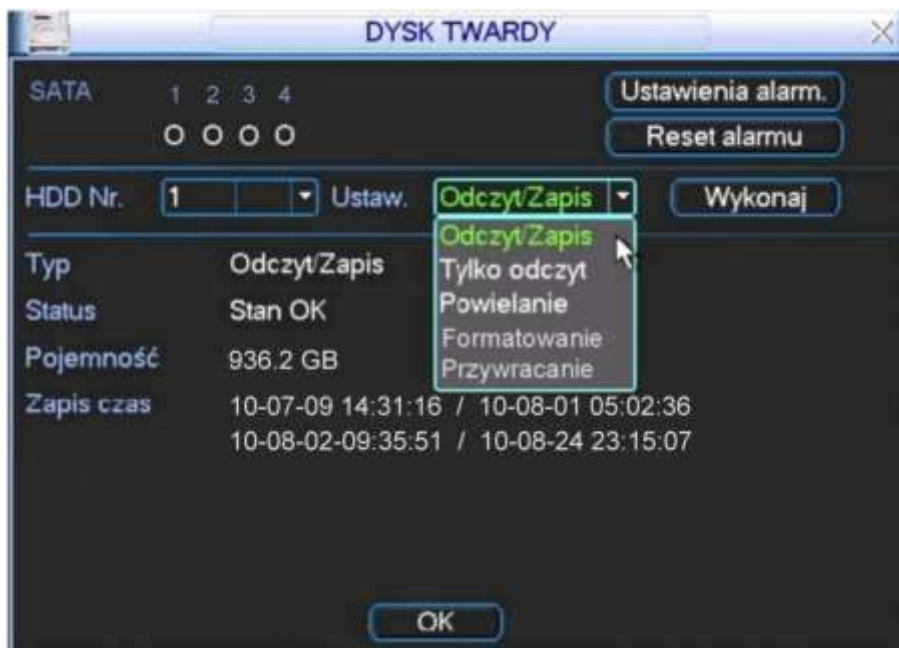 DYSK TWARDY
SATA 1 2 3 4 Ustawienia alarm.
O O O O Reset alarmu
HDD Nr. 1 Ustaw. Odczyt/Zapis Wykonaj
Odczyt/Zapis
Typ Odczyt/Zapis Tylko odczyt
Status Stan OK Powielanie
Formatowanie
Pojemność 936.2 GB
Przywracanie
Zapis czas 10-07-09 14:31:16 / 10-08-01 05:02:36
10-08-02-09:35:51 / 10-08-24 23:15:07
OK